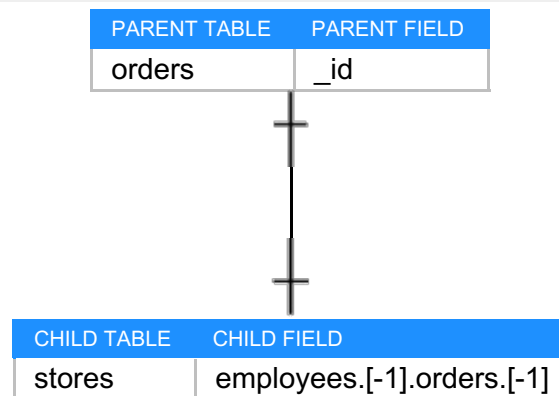 PARENT TABLE PARENT FIELD
orders _id
CHILD TABLE CHILD FIELD
stores employees.[-1].orders.[-1]